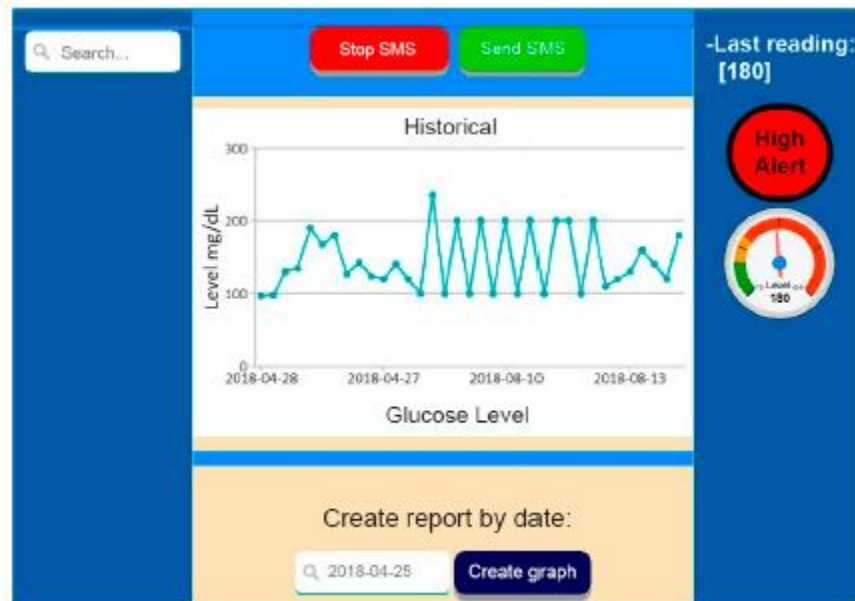 Search...
Stop SMS
Send SMS
-Last reading:
[180]
High
Alert
Historical
300
200
100
0
Level mg/dL
2018-04-28
2018-04-27
2018-08-10
2018-08-13
Glucose Level
Level
180
Create report by date:
2018-04-25
Create graph